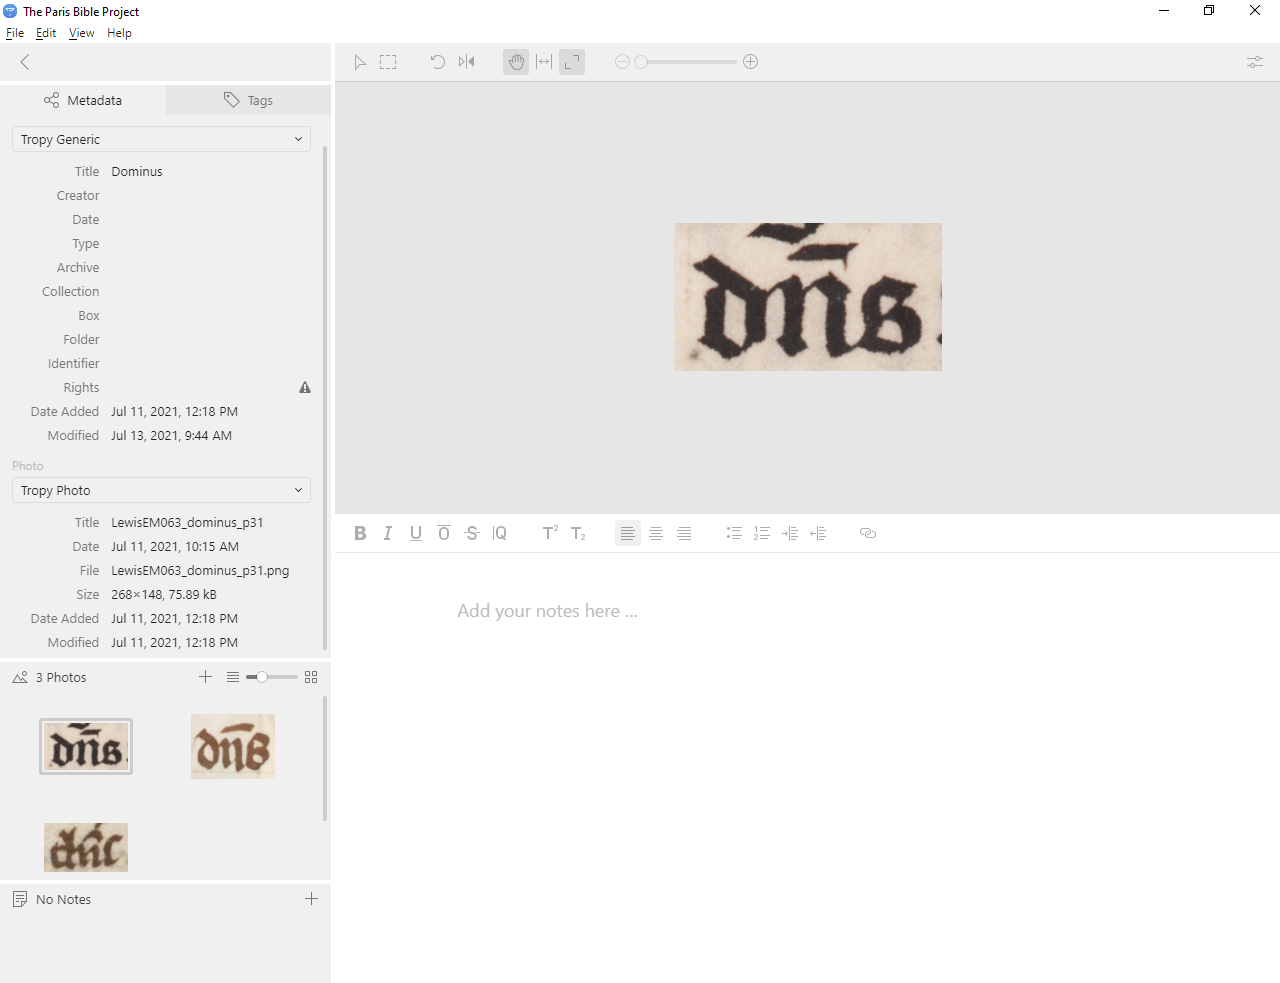 The Paris Bible Project
File Edit View Help
Metadata
Tags
Tropy Generic
Title Dominus
Creator
Date
Type
Archive
Collection
Box
Folder
Identifier
Rights
Date Added Jul 11, 2021, 12:18 PM
Modified Jul 13, 2021, 9:44 AM
Photo
Tropy Photo
Title LewisEM063_dominus_p31
Date Jul 11, 2021, 10:15 AM
File LewisEM063_dominus_p31.png
Size 268×148, 75.89 kB
Date Added Jul 11, 2021, 12:18 PM
Modified Jul 11, 2021, 12:18 PM
3 Photos
dn̄s
dn̄s
No Notes
dn̄s
B I U O S Q T² T₂
Add your notes here ...